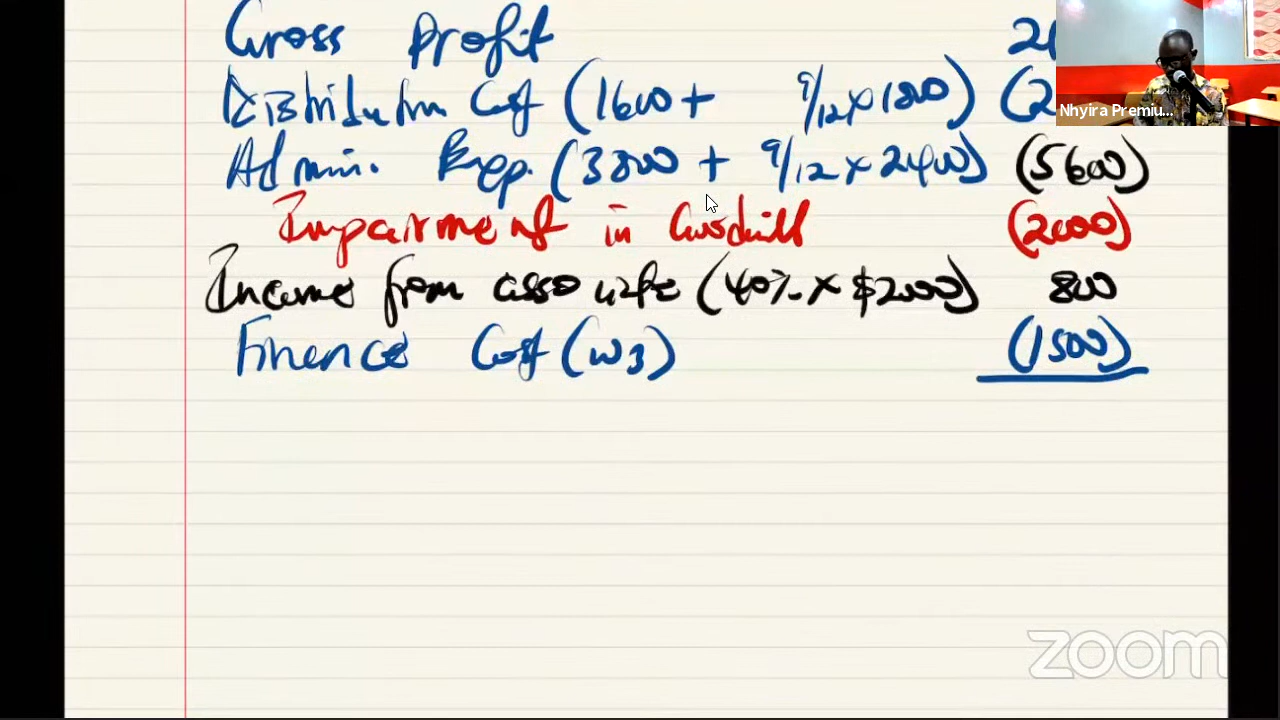 Gross Profit 2
Distribution Cost (1600 + 9/12 x 1800) (2
Nhyira Premiu...
Admin. Exp. (3800 + 9/12 x 2400) (5600)
Impairment in Goodwill (2000)
Income from associate (40% x $2000) 800
Finance Cost (w3) (1500)
zoom